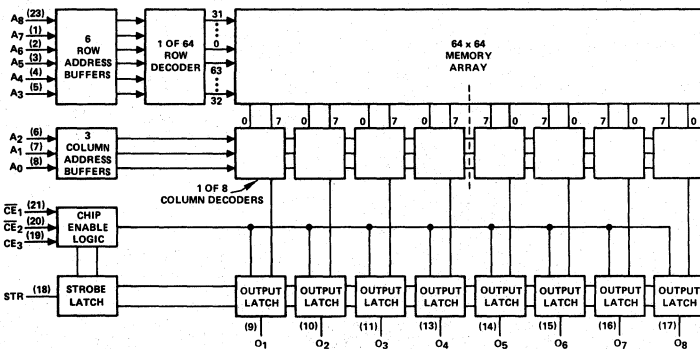 A8 (23)
A7 (1)
A6 (2)
A5 (3)
A4 (4)
A3 (5)
6
ROW
ADDRESS
BUFFERS
1 OF 64
ROW
DECODER
31
0
63
32
64 x 64
MEMORY
ARRAY
0 7 0 7 0 7 0 7 7 0 7 0 7 0 7 0
A2 (6)
A1 (7)
A0 (8)
3
COLUMN
ADDRESS
BUFFERS
1 OF 8
COLUMN DECODERS
C̅E̅1 (21)
C̅E̅2 (20)
CE3 (19)
CHIP
ENABLE
LOGIC
STR (18)
STROBE
LATCH
OUTPUT LATCH
OUTPUT LATCH
OUTPUT LATCH
OUTPUT LATCH
OUTPUT LATCH
OUTPUT LATCH
OUTPUT LATCH
OUTPUT LATCH
(9) (10) (11) (13) (14) (15) (16) (17)
O1 O2 O3 O4 O5 O6 O7 O8